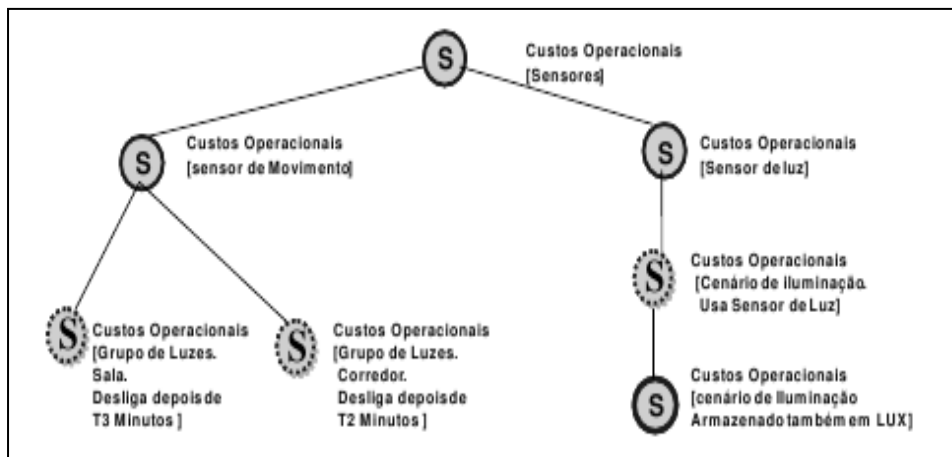 S
Custos Operacionais
[Sensores]
S
Custos Operacionais
[sensor de Movimento]
S
Custos Operacionais
[Sensor de luz]
S
Custos Operacionais
[Cenário de iluminação.
Usa Sensor de Luz]
S
Custos Operacionais
[Grupo de Luzes.
Sala.
Desliga depois de
T3 Minutos ]
S
Custos Operacionais
[Grupo de Luzes.
Corredor.
Desliga depois de
T2 Minutos ]
S
Custos Operacionais
[cenário de Iluminação
Armazenado também em LUX]